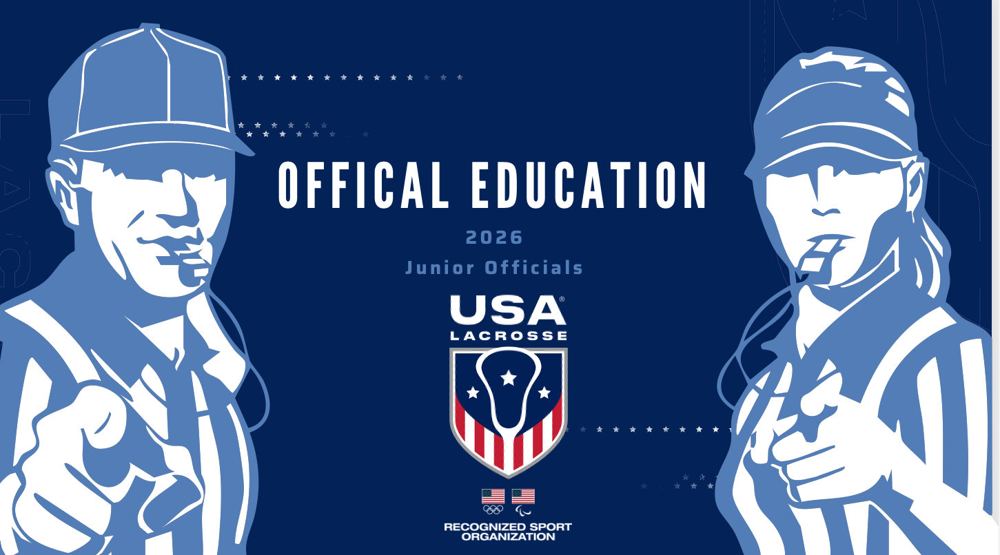 OFFICAL EDUCATION
2026
Junior Officials
USA®
LACROSSE
RECOGNIZED SPORT
ORGANIZATION